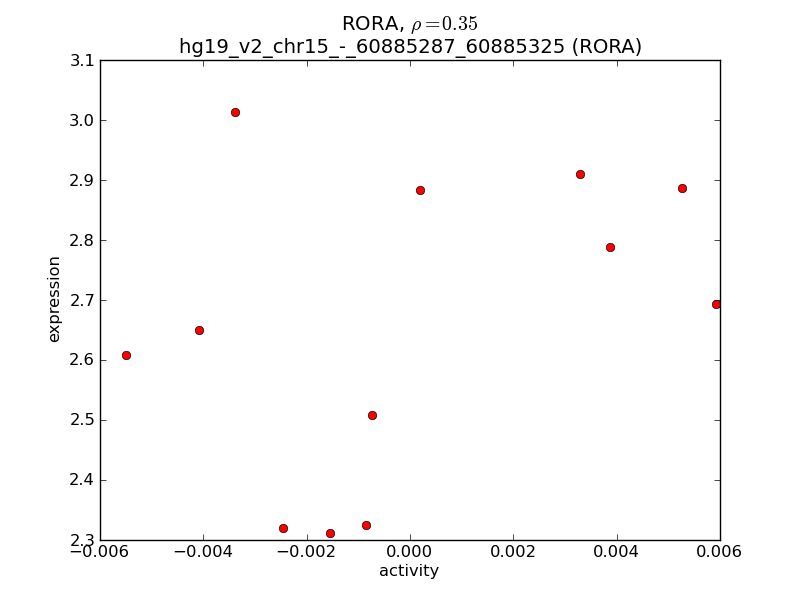 RORA, ρ = 0.35
hg19_v2_chr15_-_60885287_60885325 (RORA)
3.1
3.0
2.9
2.8
2.7
2.6
2.5
2.4
2.3
expression
−0.006 −0.004 −0.002 0.000 0.002 0.004 0.006
activity